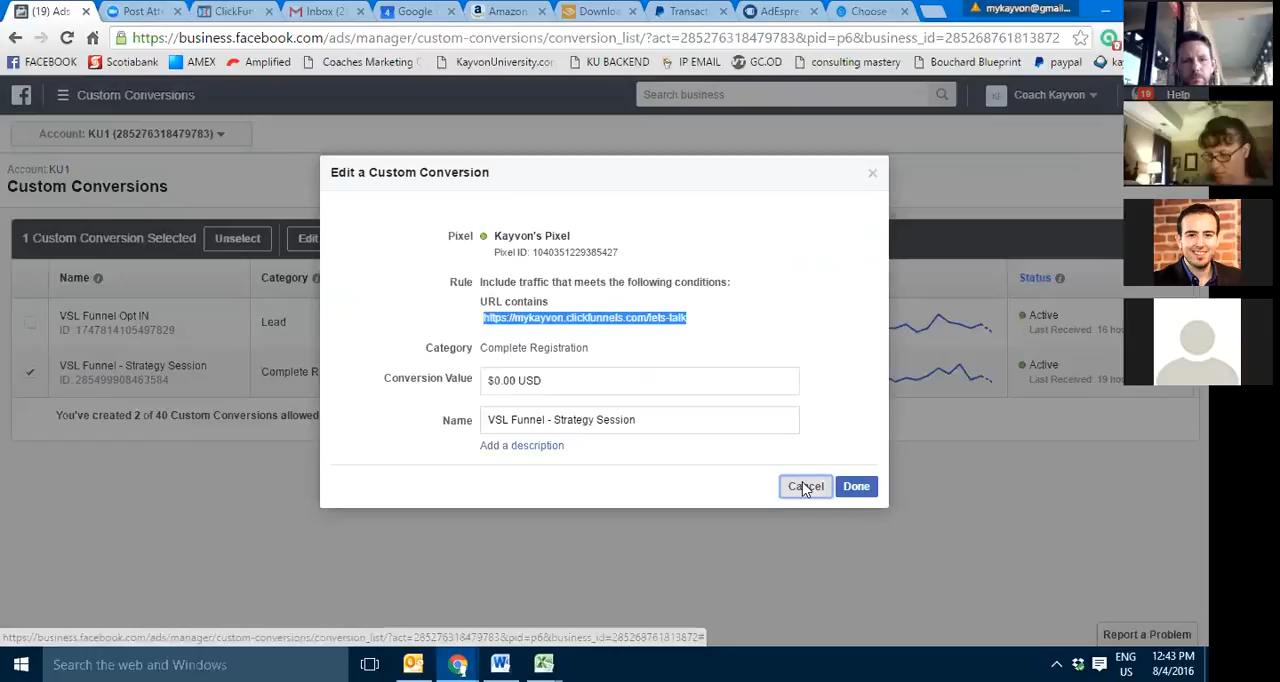 (19) Ads
Post Att
ClickFun
Inbox (2
Google
Amazon
Downlo
Transact
AdEspre
Choose
mykayvon@gmail...
https://business.facebook.com/ads/manager/custom-conversions/conversion_list/?act=285276318479783&pid=p6&business_id=285268761813872
FACEBOOK
Scotiabank
AMEX
Amplified
Coaches Marketing
KayvonUniversity.co
KU BACKEND
IP EMAIL
GC.OD
consulting mastery
Bouchard Blueprint
paypal
Custom Conversions
Search business
Coach Kayvon
19
Help
Account: KU1 (285276318479783)
Account:KU1
Custom Conversions
1 Custom Conversion Selected
Unselect
Edit
Name
Category
Status
VSL Funnel Opt IN
ID: 1747814105497829
Lead
Active
Last Received: 16 hou
VSL Funnel - Strategy Session
ID: 285499908463584
Complete R
Active
Last Received: 19 hou
You've created 2 of 40 Custom Conversions allowed
Edit a Custom Conversion
Pixel
Kayvon's Pixel
Pixel ID: 1040351229385427
Rule
Include traffic that meets the following conditions:
URL contains
https://mykayvon.clickfunnels.com/lets-talk
Category
Complete Registration
Conversion Value
$0.00 USD
Name
VSL Funnel - Strategy Session
Add a description
Cancel
Done
https://business.facebook.com/ads/manager/custom-conversions/conversion_list/?act=285276318479783&pid=p6&business_id=285268761813872#
Report a Problem
Search the web and Windows
ENG
US
12:43 PM
8/4/2016